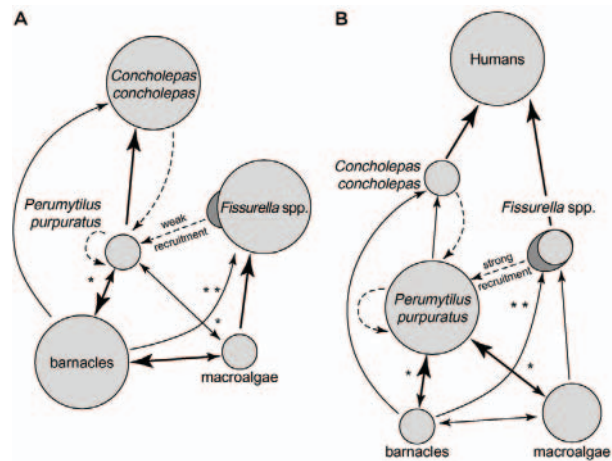 A
Concholepas
concholepas
Perumytilus
purpuratus
Fissurella spp.
weak
recruitment
*
**
*
barnacles
macroalgae
B
Humans
Concholepas
concholepas
Fissurella spp.
strong
recruitment
Perumytilus
purpuratus
**
*
*
barnacles
macroalgae